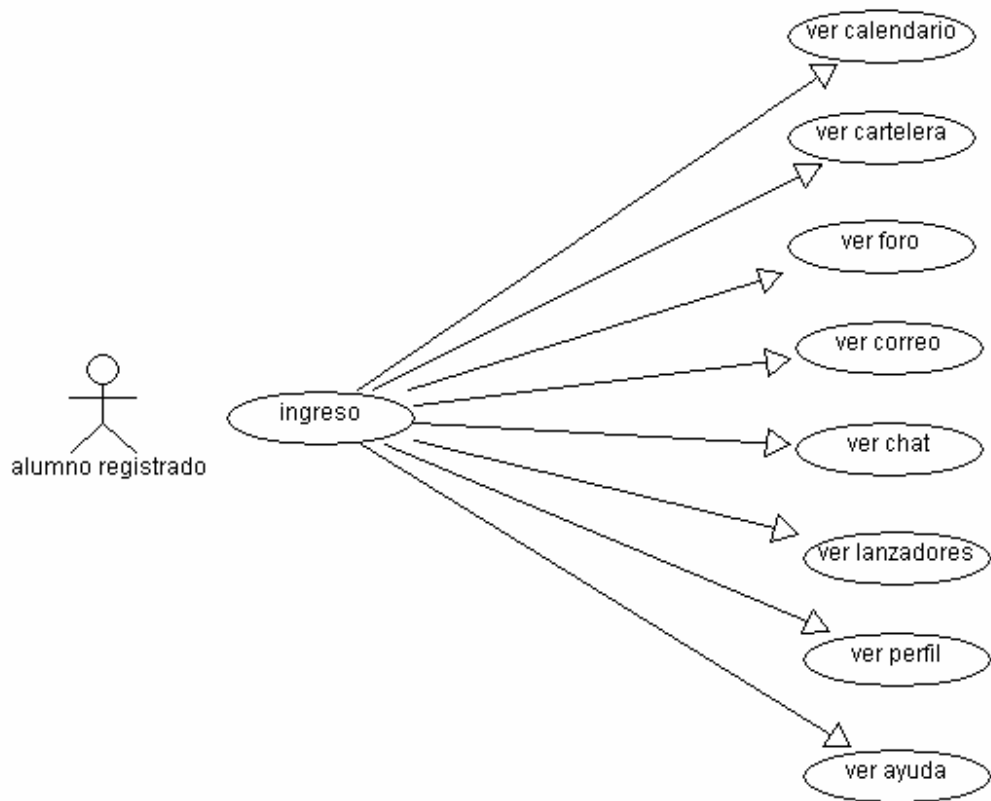 ver calendario
ver cartelera
ver foro
ver correo
ingreso
alumno registrado
ver chat
ver lanzadores
ver perfil
ver ayuda